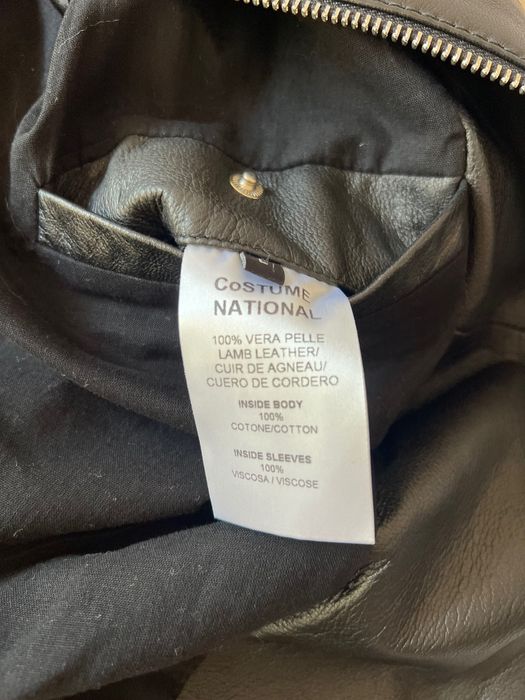 CoSTUME
NATIONAL
100% VERA PELLE
LAMB LEATHER/
CUIR DE AGNEAU/
CUERO DE CORDERO
INSIDE BODY
100%
COTONE/COTTON
INSIDE SLEEVES
100%
VISCOSA / VISCOSE